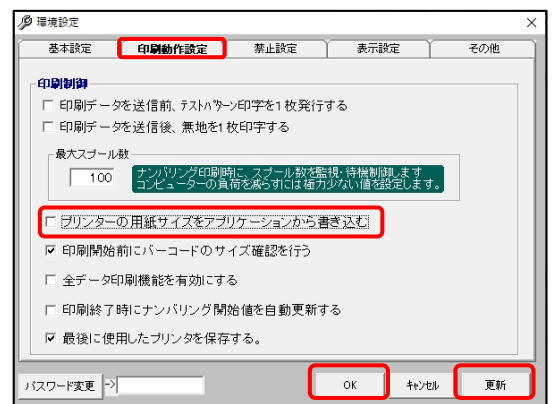 環境設定
基本設定 印刷動作設定 禁止設定 表示設定 その他
印刷制御
印刷データを送信前、テストパターン印字を1枚発行する
印刷データを送信後、無地を1枚印字する
最大スプール数
100
ナンバリング印刷時に、スプール数を監視・待機制御します
コンピューターの負荷を減らすには極力少ない値を設定します。
プリンターの用紙サイズをアプリケーションから書き込む
印刷開始前にバーコードのサイズ確認を行う
全データ印刷機能を有効にする
印刷終了時にナンバリング開始値を自動更新する
最後に使用したプリンタを保存する。
パスワード変更 -> OK キャンセル 更新